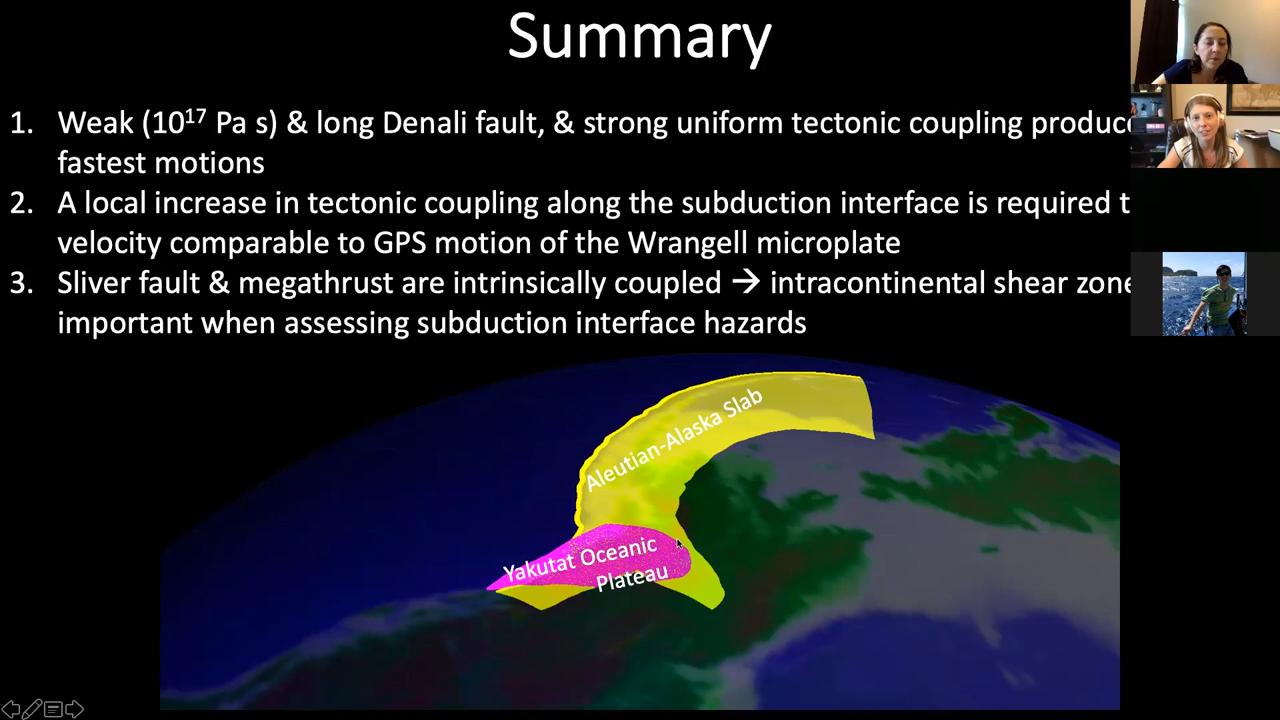 Summary
1. Weak (10¹⁷ Pa s) & long Denali fault, & strong uniform tectonic coupling produc
fastest motions
2. A local increase in tectonic coupling along the subduction interface is required t
velocity comparable to GPS motion of the Wrangell microplate
3. Sliver fault & megathrust are intrinsically coupled → intracontinental shear zone
important when assessing subduction interface hazards
Aleutian-Alaska Slab
Yakutat Oceanic
Plateau